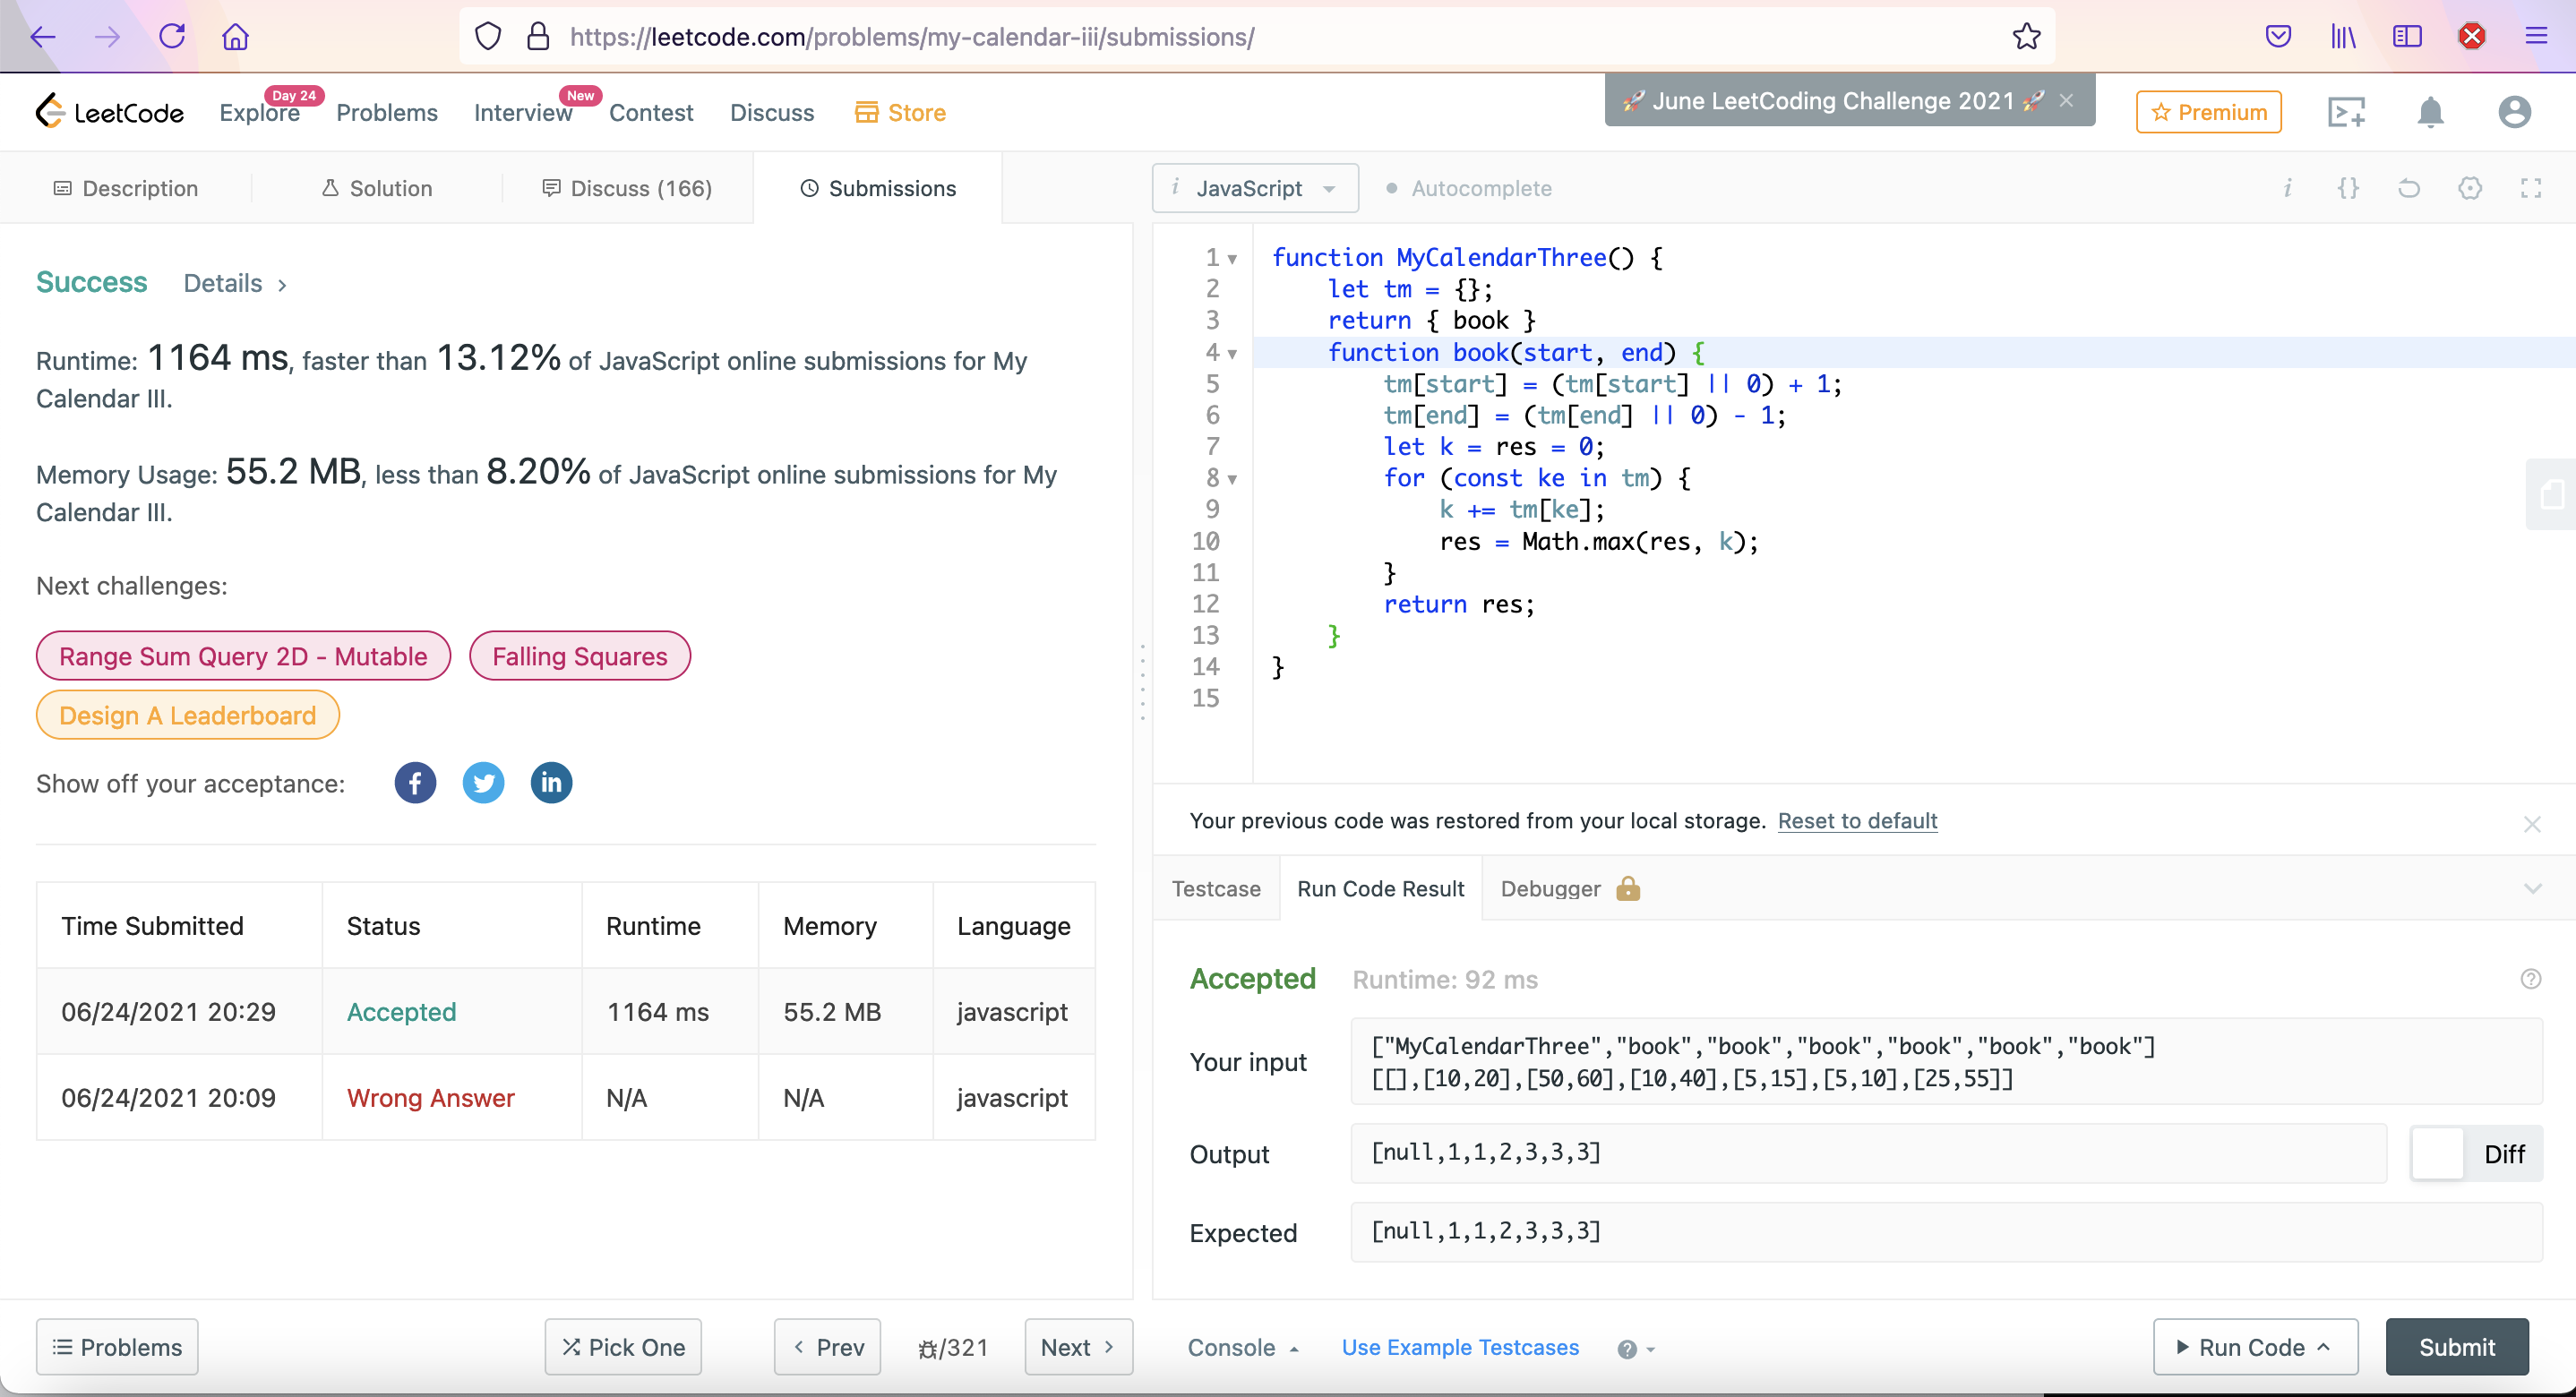 https://leetcode.com/problems/my-calendar-iii/submissions/
LeetCode
Explore
Day 24
Problems
Interview
New
Contest
Discuss
Store
🚀 June LeetCoding Challenge 2021 🚀 ×
Premium
Description
Solution
Discuss (166)
Submissions
i JavaScript
Autocomplete
i {}
Success Details >
Runtime: 1164 ms, faster than 13.12% of JavaScript online submissions for My
Calendar III.
Memory Usage: 55.2 MB, less than 8.20% of JavaScript online submissions for My
Calendar III.
Next challenges:
Range Sum Query 2D - Mutable
Falling Squares
Design A Leaderboard
Show off your acceptance:
f
in
Time Submitted Status Runtime Memory Language
06/24/2021 20:29 Accepted 1164 ms 55.2 MB javascript
06/24/2021 20:09 Wrong Answer N/A N/A javascript
1 function MyCalendarThree() {
2 let tm = {};
3 return { book }
4 function book(start, end) {
5 tm[start] = (tm[start] || 0) + 1;
6 tm[end] = (tm[end] || 0) - 1;
7 let k = res = 0;
8 for (const ke in tm) {
9 k += tm[ke];
10 res = Math.max(res, k);
11 }
12 return res;
13 }
14 }
15
Your previous code was restored from your local storage. Reset to default
Testcase
Run Code Result
Debugger
Accepted Runtime: 92 ms
Your input
["MyCalendarThree","book","book","book","book","book","book"]
[[],[10,20],[50,60],[10,40],[5,15],[5,10],[25,55]]
Output
[null,1,1,2,3,3,3]
Diff
Expected
[null,1,1,2,3,3,3]
Problems
Pick One
< Prev
/321
Next >
Console
Use Example Testcases
?
Run Code
Submit